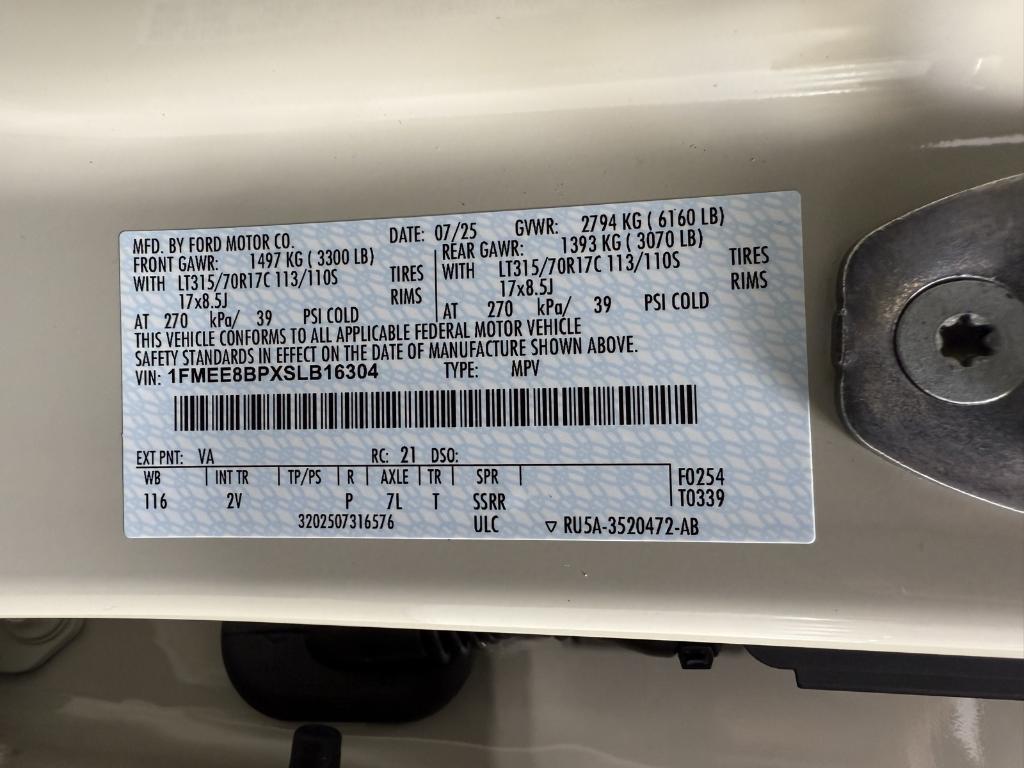 MFD. BY FORD MOTOR CO. DATE: 07/25 GVWR: 2794 KG ( 6160 LB)
FRONT GAWR: 1497 KG ( 3300 LB) REAR GAWR: 1393 KG ( 3070 LB)
WITH LT315/70R17C 113/110S TIRES WITH LT315/70R17C 113/110S TIRES
17x8.5J RIMS 17x8.5J RIMS
AT 270 kPa/ 39 PSI COLD AT 270 kPa/ 39 PSI COLD
THIS VEHICLE CONFORMS TO ALL APPLICABLE FEDERAL MOTOR VEHICLE
SAFETY STANDARDS IN EFFECT ON THE DATE OF MANUFACTURE SHOWN ABOVE.
VIN: 1FMEE8BPXSLB16304 TYPE: MPV
EXT PNT: VA RC: 21 DSO:
WB INT TR TP/PS R AXLE TR SPR F0254
116 2V P 7L T SSRR T0339
3202507316576 ULC ▽ RU5A-3520472-AB